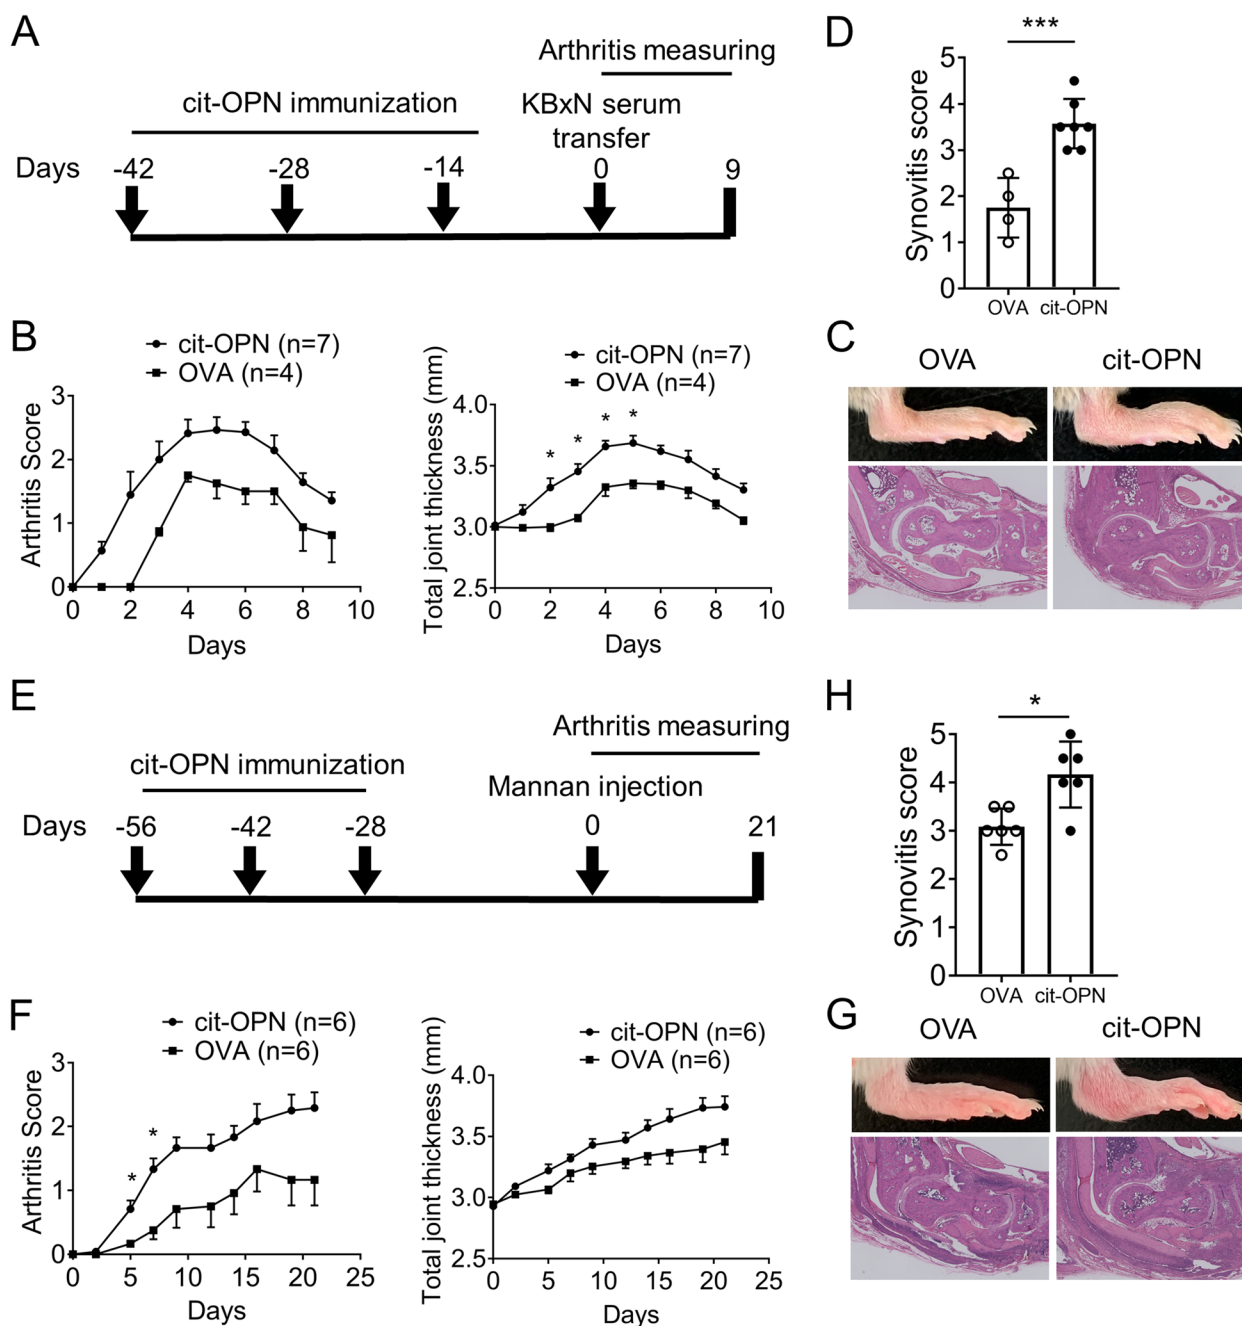 A
Arthritis measuring
cit-OPN immunization
KBxN serum
transfer
Days
-42
-28
-14
0
9
D
***
Synovitis score
5
4
3
2
1
0
OVA
cit-OPN
B
cit-OPN (n=7)
OVA (n=4)
Arthritis Score
3
2
1
0
0
2
4
6
8
10
Days
cit-OPN (n=7)
OVA (n=4)
Total joint thickness (mm)
4.0
3.5
3.0
2.5
*
*
*
*
0
2
4
6
8
10
Days
C
OVA
cit-OPN
E
Arthritis measuring
cit-OPN immunization
Mannan injection
Days
-56
-42
-28
0
21
H
*
Synovitis score
5
4
3
2
1
0
OVA
cit-OPN
F
cit-OPN (n=6)
OVA (n=6)
Arthritis Score
3
2
1
0
*
*
0
5
10
15
20
25
Days
cit-OPN (n=6)
OVA (n=6)
Total joint thickness (mm)
4.0
3.5
3.0
2.5
0
5
10
15
20
25
Days
G
OVA
cit-OPN